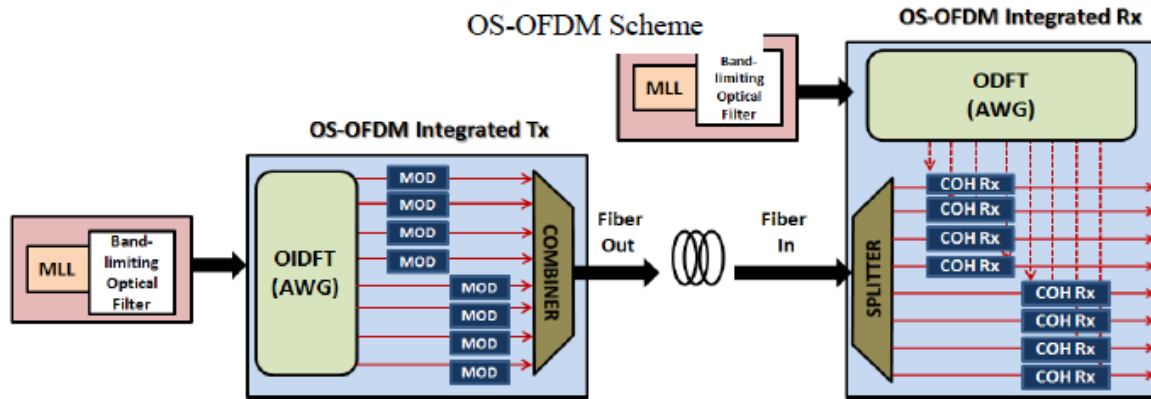 OS-OFDM Scheme
OS-OFDM Integrated Rx
MLL
Band-
limiting
Optical
Filter
ODFT
(AWG)
OS-OFDM Integrated Tx
MLL
Band-
limiting
Optical
Filter
OIDFT
(AWG)
MOD
MOD
MOD
MOD
MOD
MOD
MOD
MOD
COMBINER
Fiber
Out
Fiber
In
SPLITTER
COH Rx
COH Rx
COH Rx
COH Rx
COH Rx
COH Rx
COH Rx
COH Rx